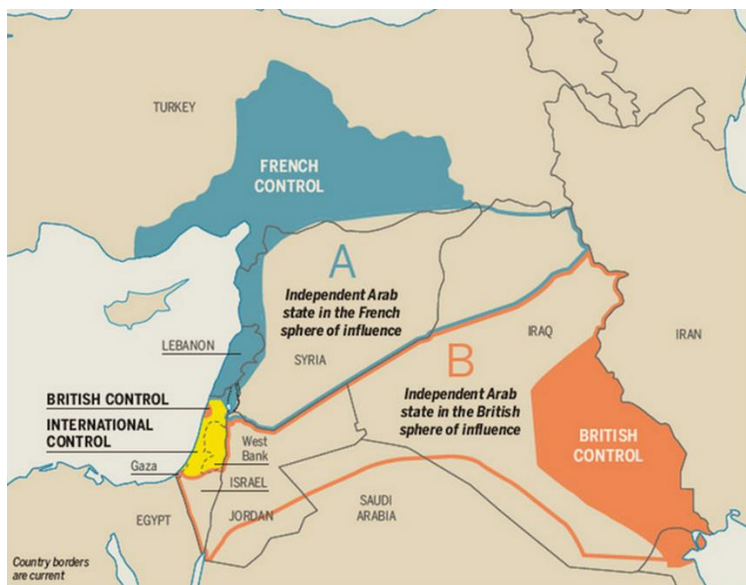 TURKEY
FRENCH
CONTROL
A
Independent Arab
state in the French
sphere of influence
LEBANON
SYRIA
IRAQ
IRAN
B
Independent Arab
state in the British
sphere of influence
BRITISH CONTROL
INTERNATIONAL
CONTROL
BRITISH
CONTROL
West
Bank
Gaza
ISRAEL
EGYPT
JORDAN
SAUDI
ARABIA
Country borders
are current